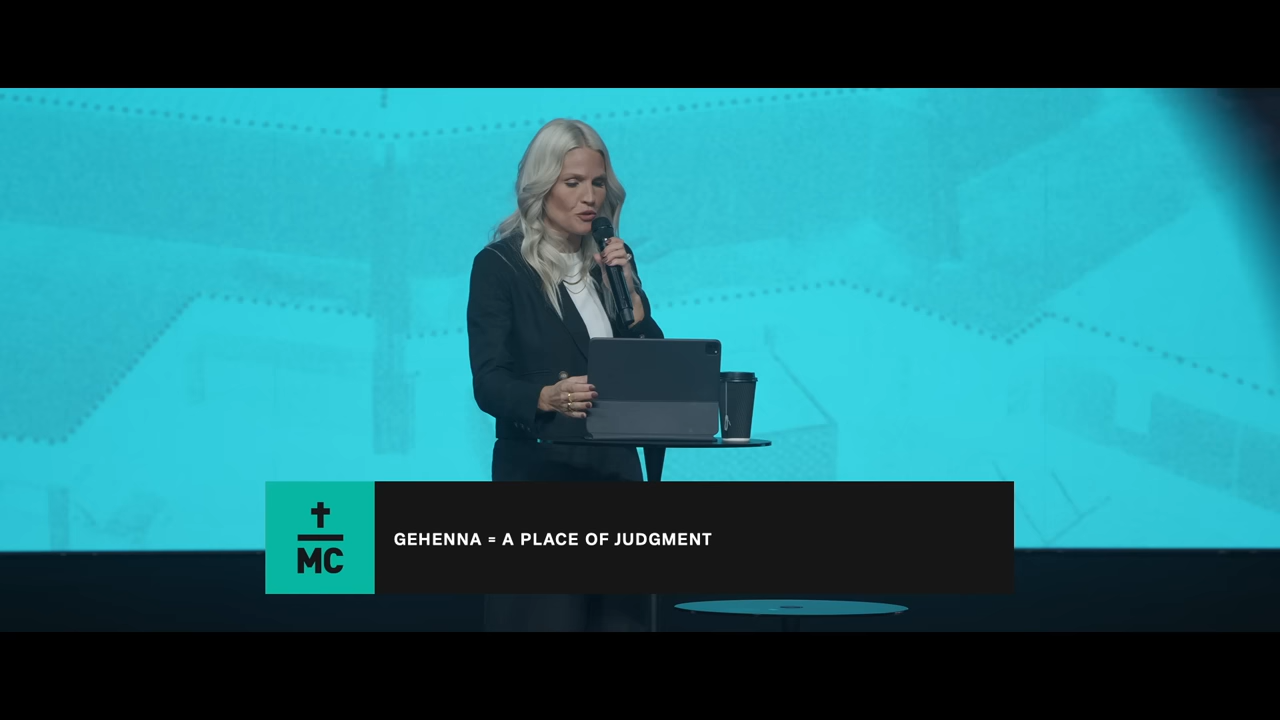 MC
GEHENNA = A PLACE OF JUDGMENT